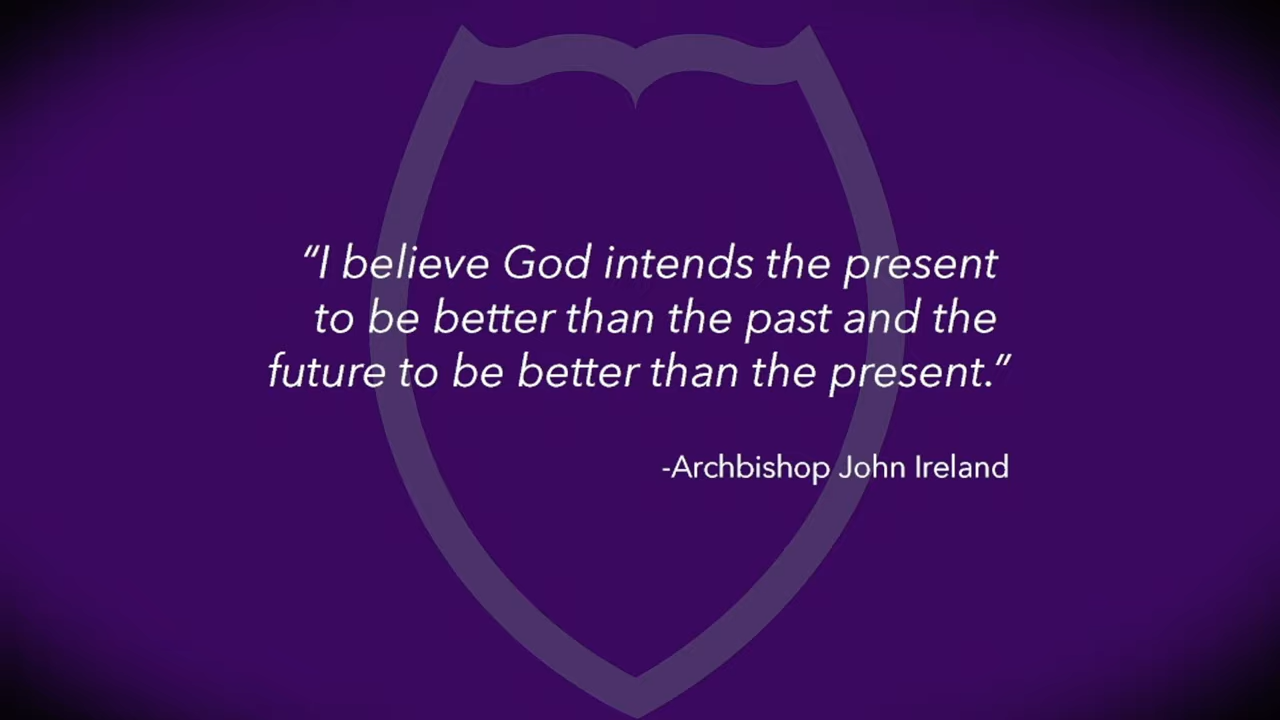 “I believe God intends the present
to be better than the past and the
future to be better than the present.”
-Archbishop John Ireland